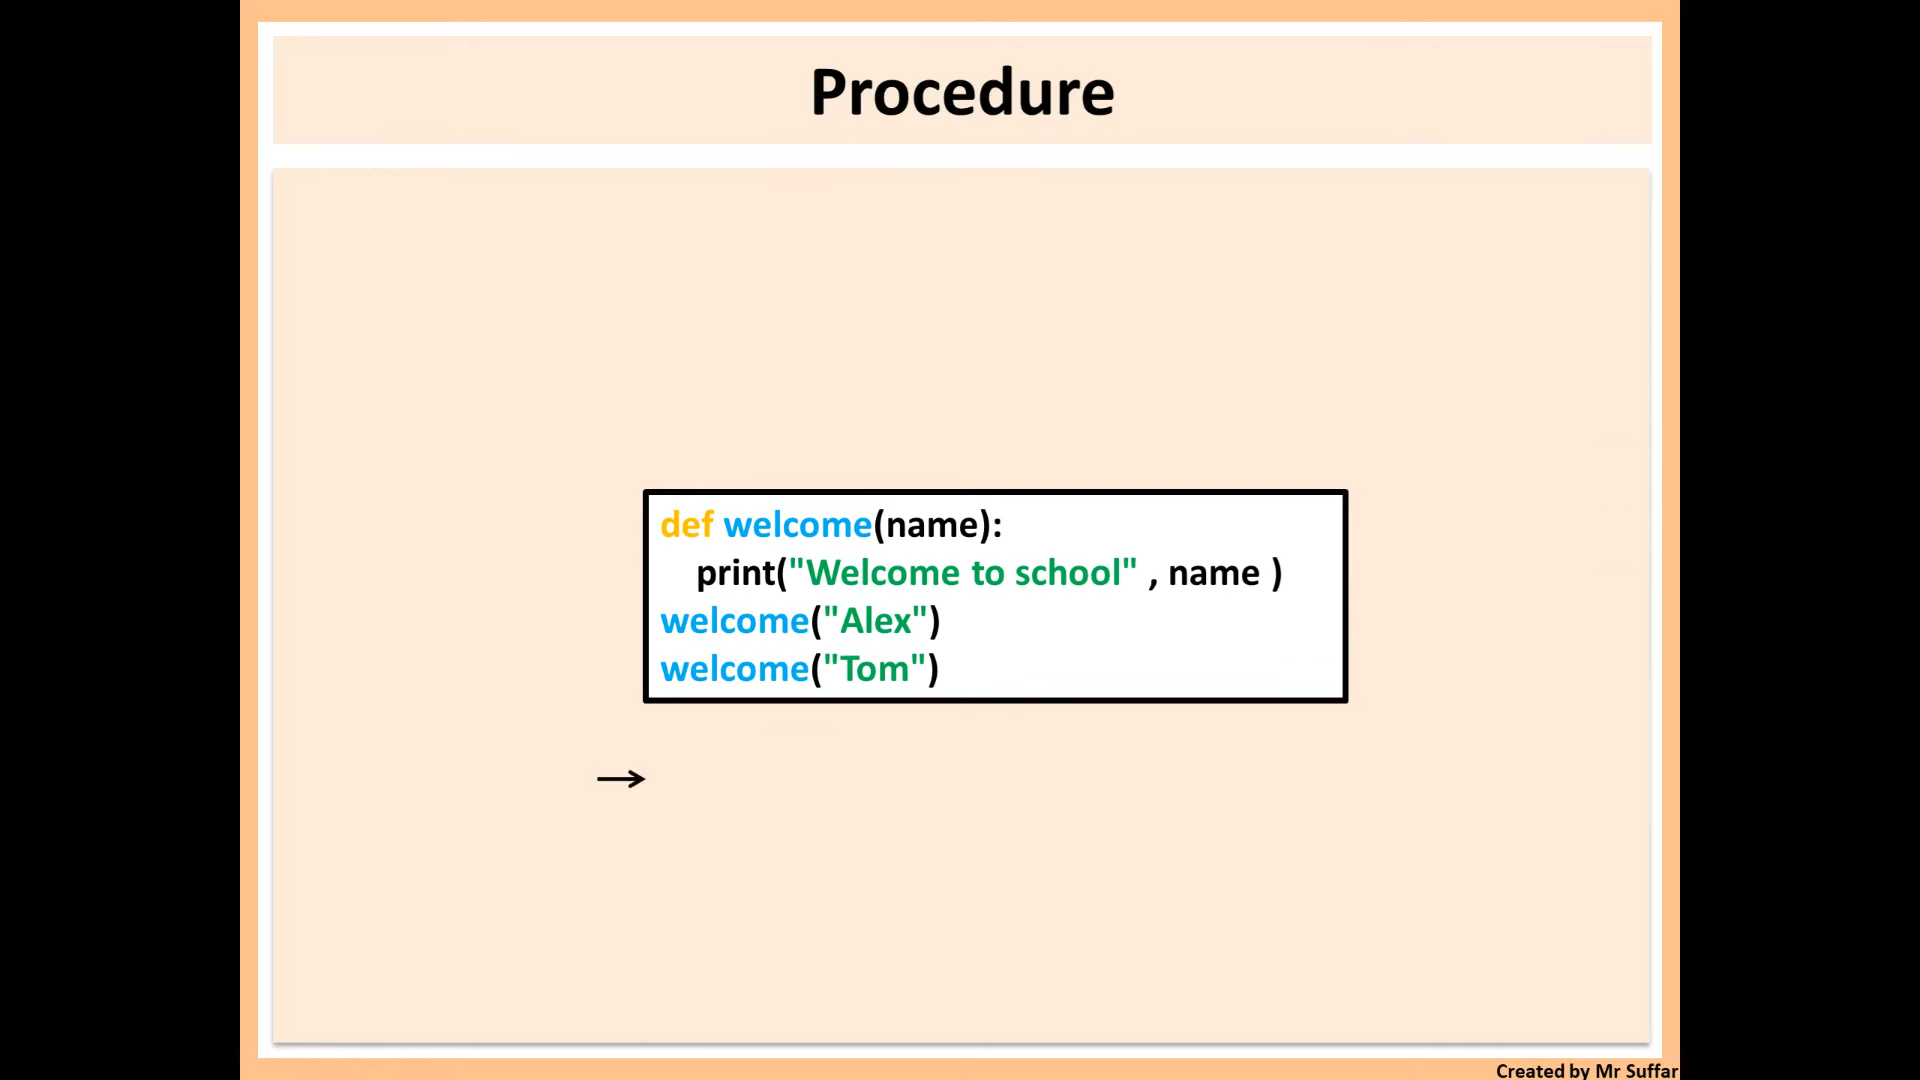 Procedure
def welcome(name):
print("Welcome to school" , name )
welcome("Alex")
welcome("Tom")
Created by Mr Suffar